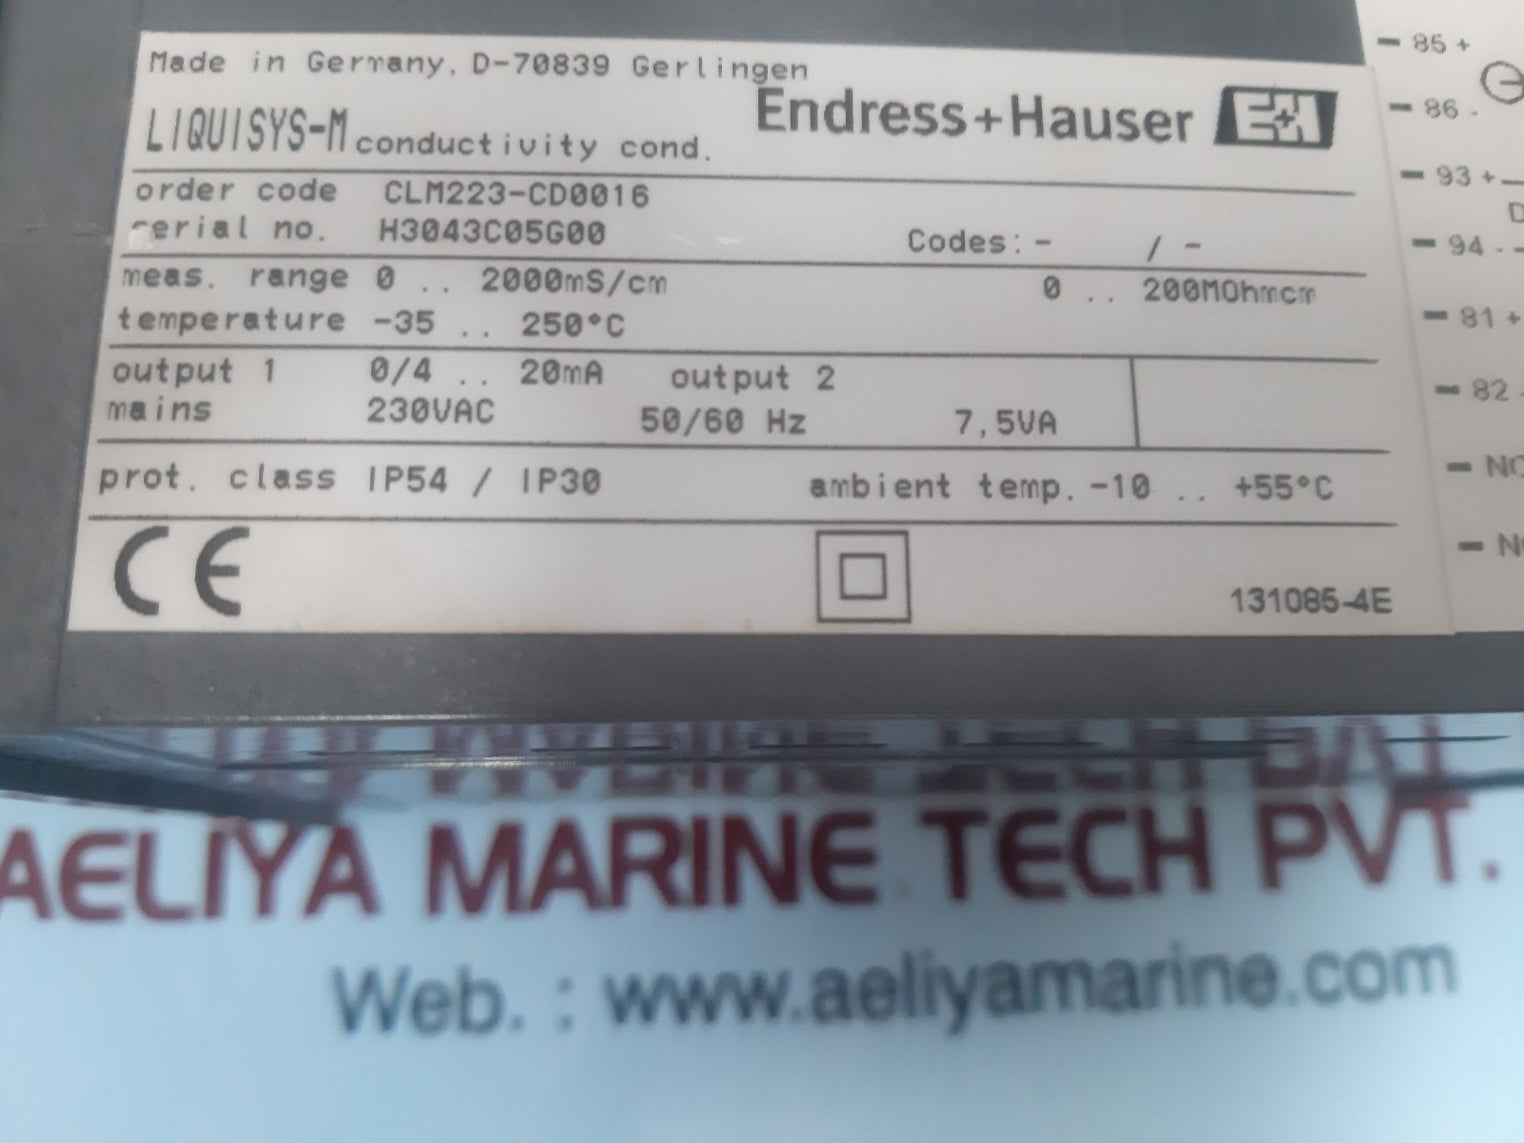 Made in Germany, D-70839 Gerlingen
LIQUISYS-M conductivity cond. Endress+Hauser
order code CLM223-CD0016
serial no. H3043C05G00 Codes: - / -
meas. range 0 .. 2000mS/cm 0 .. 200MOhmcm
temperature -35 .. 250°C
output 1 0/4 .. 20mA output 2
mains 230VAC 50/60 Hz 7,5VA
prot. class IP54 / IP30 ambient temp. -10 .. +55°C
CE 131085-4E
85 +
86 -
93 +
94 -
81 +
82 -
AELIYA MARINE TECH PVT.
Web. : www.aeliyamarine.com